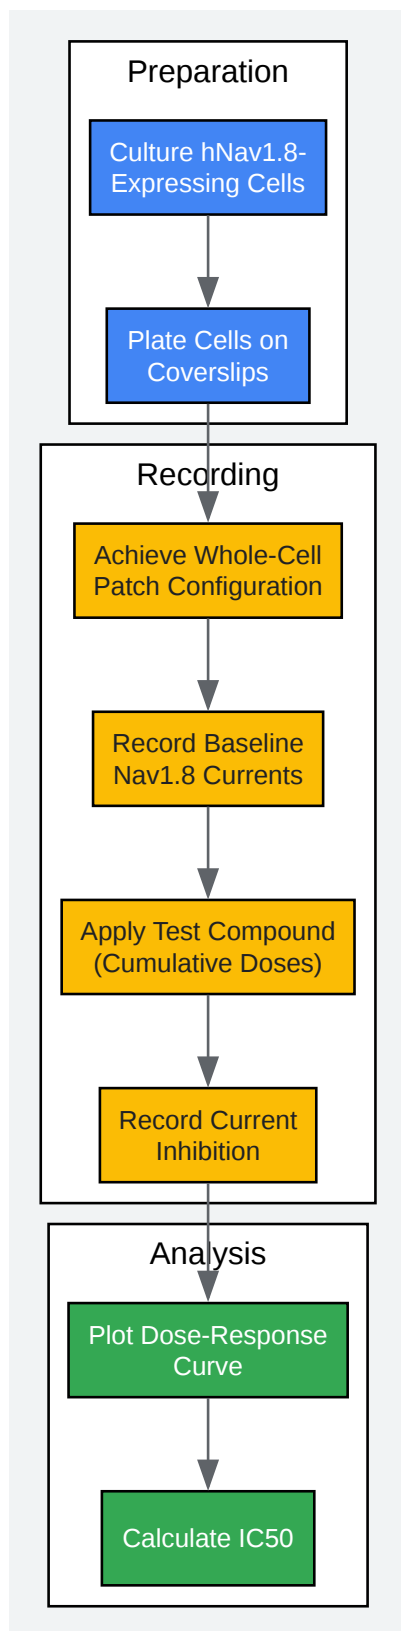 Preparation
Culture hNav1.8-
Expressing Cells
Plate Cells on
Coverslips
Recording
Achieve Whole-Cell
Patch Configuration
Record Baseline
Nav1.8 Currents
Apply Test Compound
(Cumulative Doses)
Record Current
Inhibition
Analysis
Plot Dose-Response
Curve
Calculate IC50